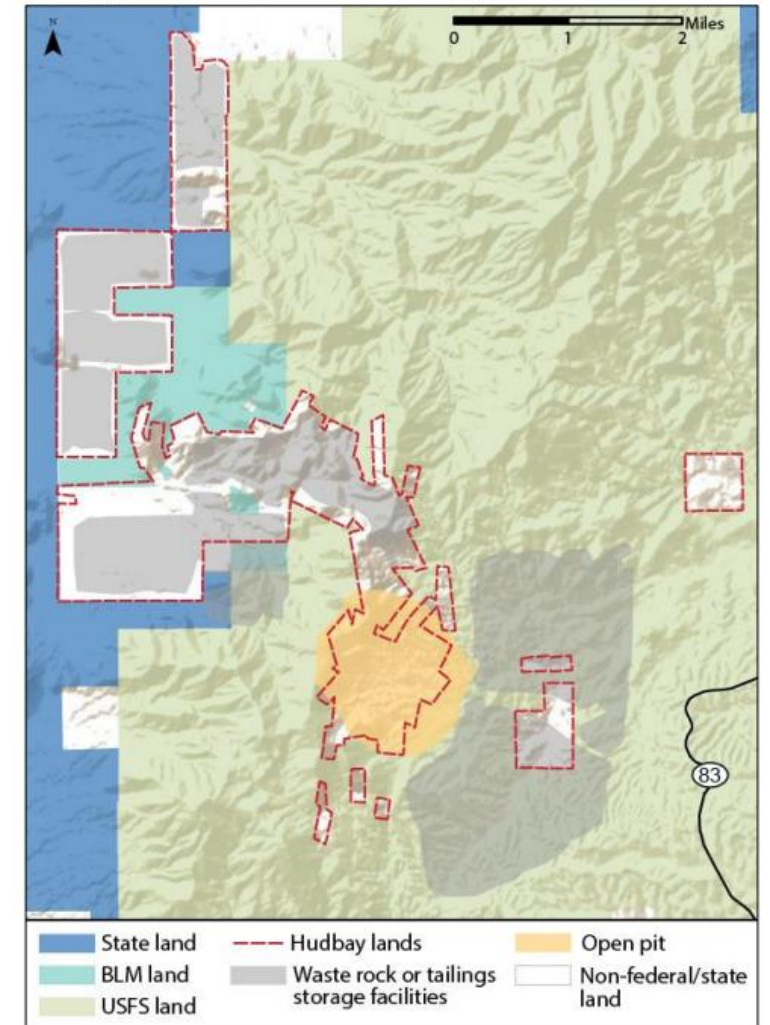 N
Miles
0 1 2
83
State land
BLM land
USFS land
Hudbay lands
Waste rock or tailings
storage facilities
Open pit
Non-federal/state
land